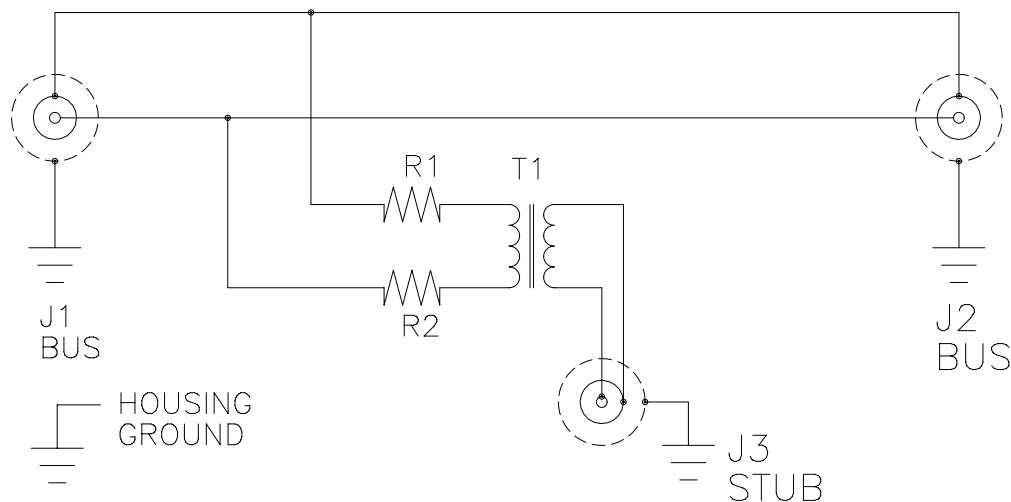 R1
T1
R2
J1
BUS
J2
BUS
HOUSING
GROUND
J3
STUB